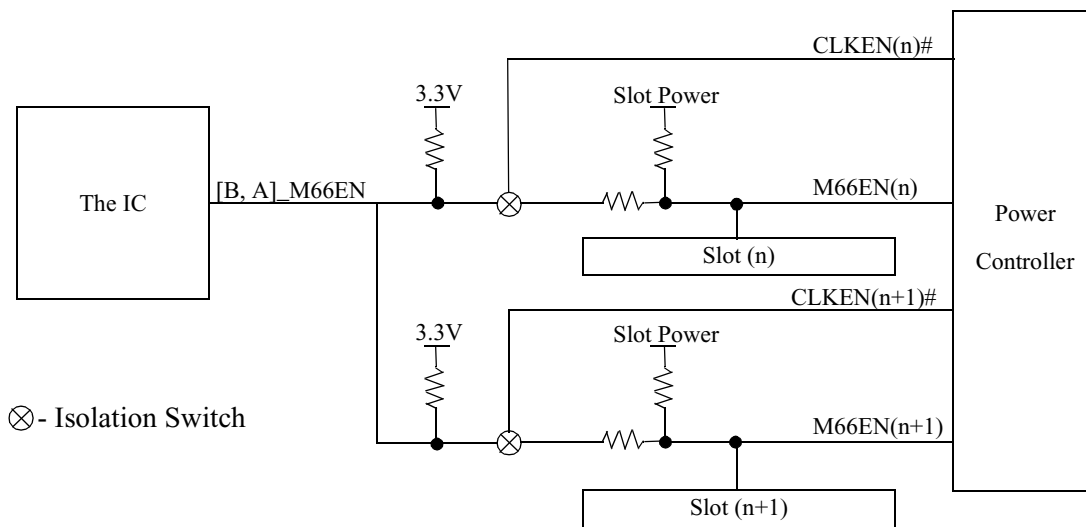 CLKEN(n)#
3.3V
Slot Power
The IC
[B, A]_M66EN
M66EN(n)
Power
Controller
Slot (n)
CLKEN(n+1)#
3.3V
Slot Power
- Isolation Switch
M66EN(n+1)
Slot (n+1)